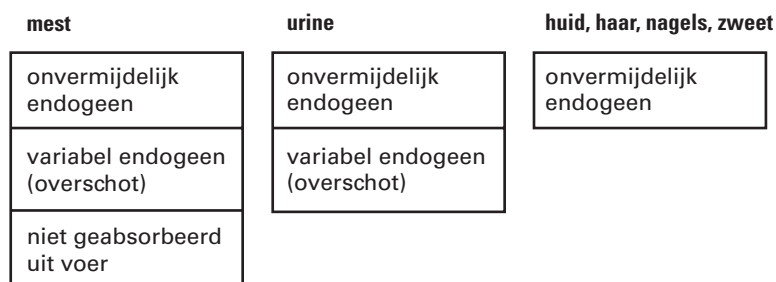 mest
onvermijdelijk
endogeen
variabel endogeen
(overschot)
niet geabsorbeerd
uit voer
urine
onvermijdelijk
endogeen
variabel endogeen
(overschot)
huid, haar, nagels, zweet
onvermijdelijk
endogeen